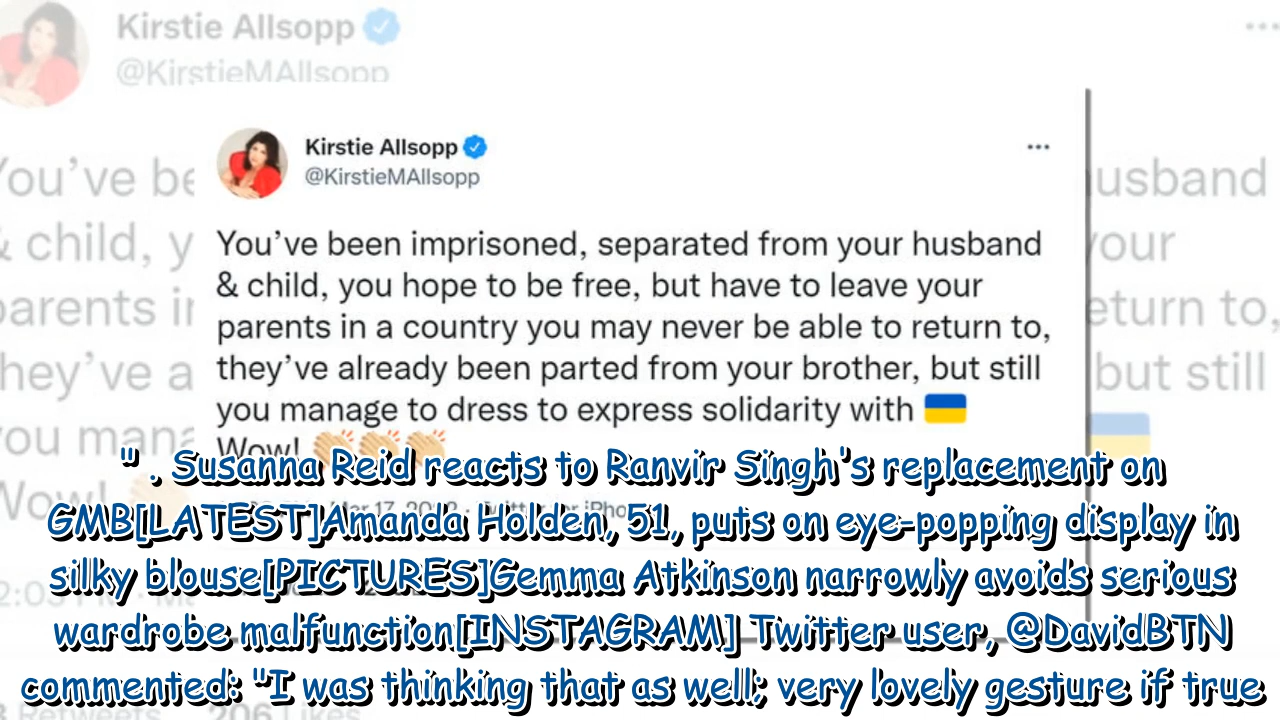 Kirstie Allsopp
@KirstieMAllsopp
Kirstie Allsopp
@KirstieMAllsopp
You've been imprisoned, separated from your husband
& child, you hope to be free, but have to leave your
parents in a country you may never be able to return to,
they've already been parted from your brother, but still
you manage to dress to express solidarity with 🇺🇦
Wow! 👏👏👏
" . Susanna Reid reacts to Ranvir Singh's replacement on
GMB[LATEST]Amanda Holden, 51, puts on eye-popping display in
silky blouse[PICTURES]Gemma Atkinson narrowly avoids serious
wardrobe malfunction[INSTAGRAM] Twitter user, @DavidBTN
commented: "I was thinking that as well; very lovely gesture if true